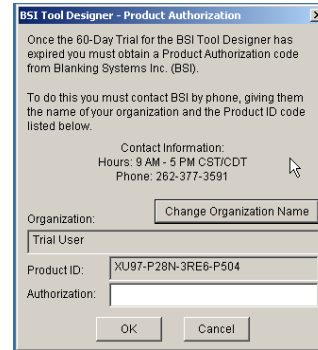 BSI Tool Designer - Product Authorization
Once the 60-Day Trial for the BSI Tool Designer has
expired you must obtain a Product Authorization code
from Blanking Systems Inc. (BSI).
To do this you must contact BSI by phone, giving them
the name of your organization and the Product ID code
listed below.
Contact Information:
Hours: 9 AM - 5 PM CST/CDT
Phone: 262-377-3591
Change Organization Name
Organization:
Trial User
Product ID: XU97-P28N-3RE6-P504
Authorization:
OK Cancel